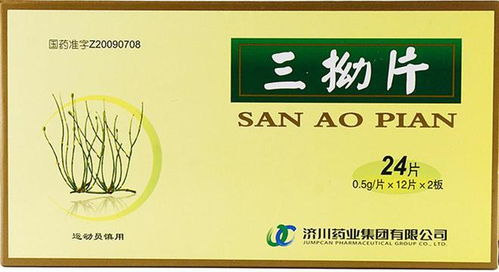 国药准字Z20090708
三拗片
SAN AO PIAN
24片
0.5g/片 x 12片 x 2板
运动员慎用
济川药业集团有限公司
JUMPCAN PHARMACEUTICAL GROUP CO., LTD.